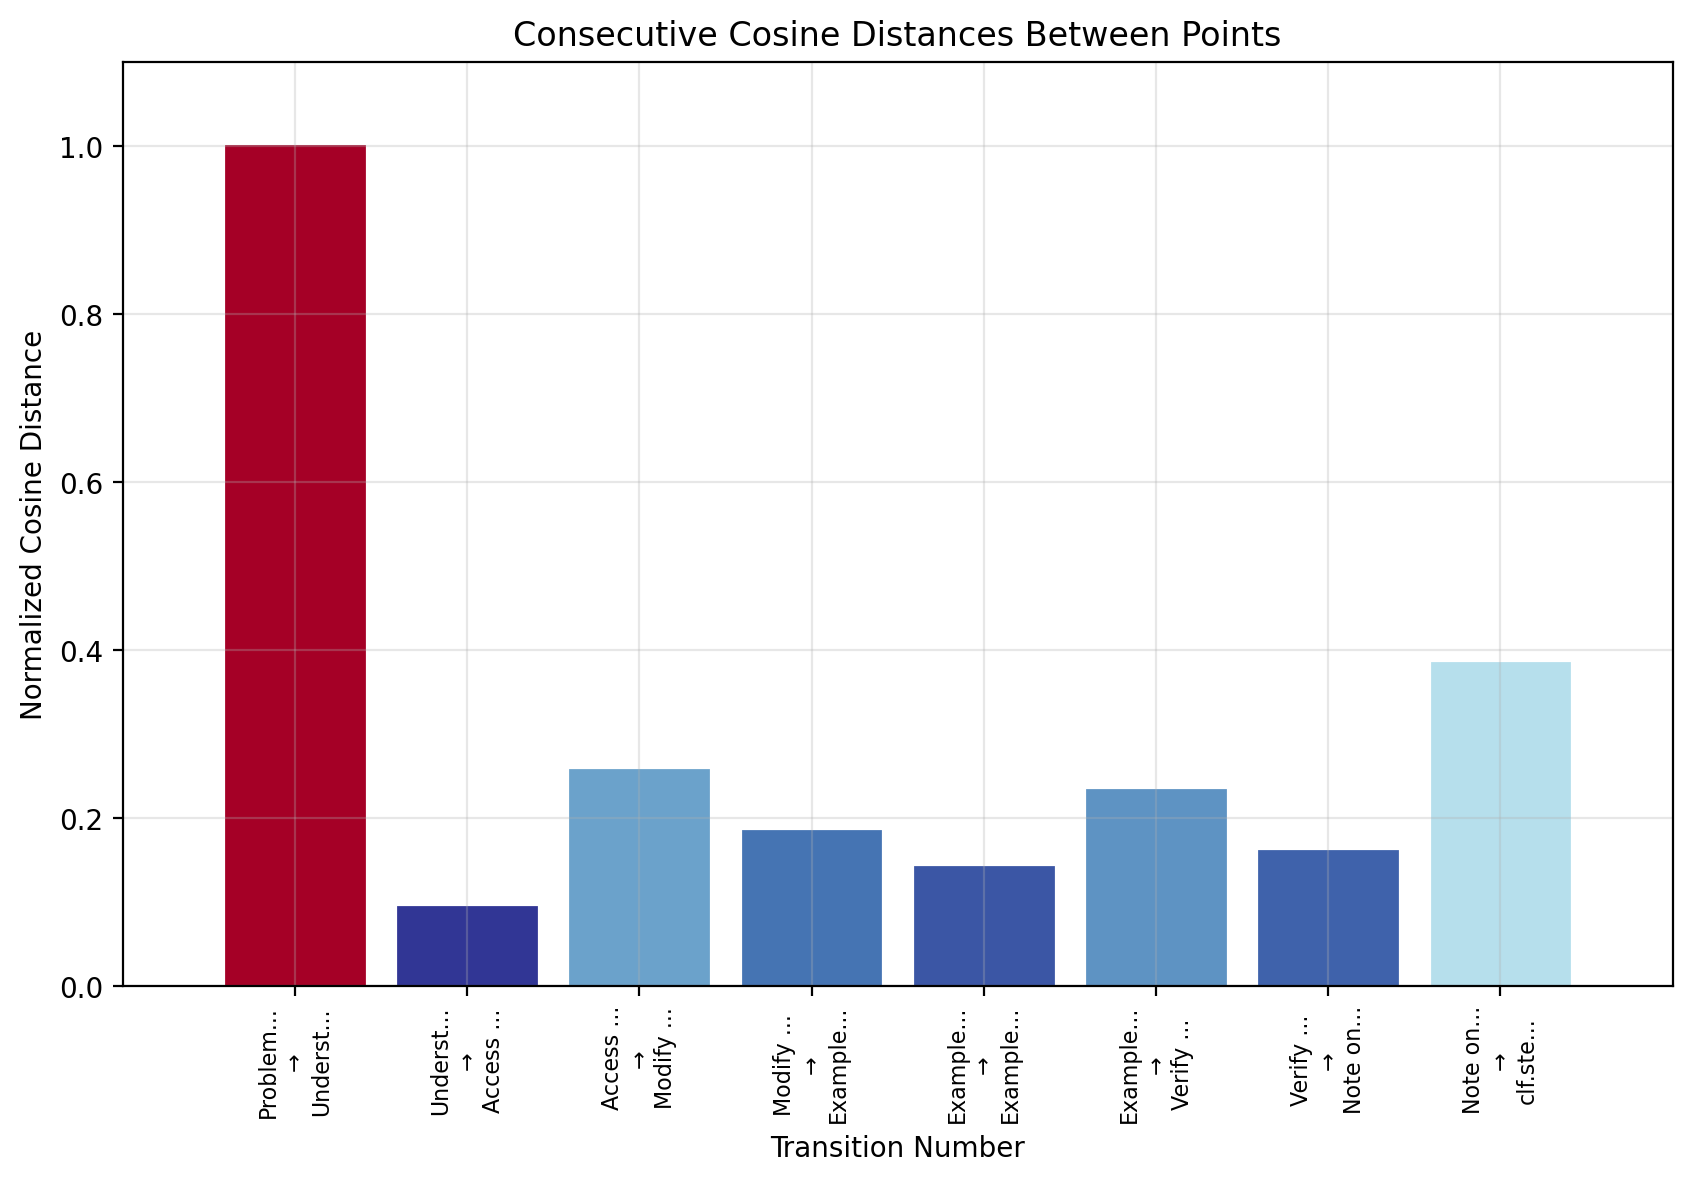 Consecutive Cosine Distances Between Points
Normalized Cosine Distance
1.0
0.8
0.6
0.4
0.2
0.0
Problem...
→
Underst...
Underst...
→
Access ...
Access ...
→
Modify ...
Modify ...
→
Example...
Example...
→
Example...
Example...
→
Verify ...
Verify ...
→
Note on...
Note on...
→
clf.ste...
Transition Number